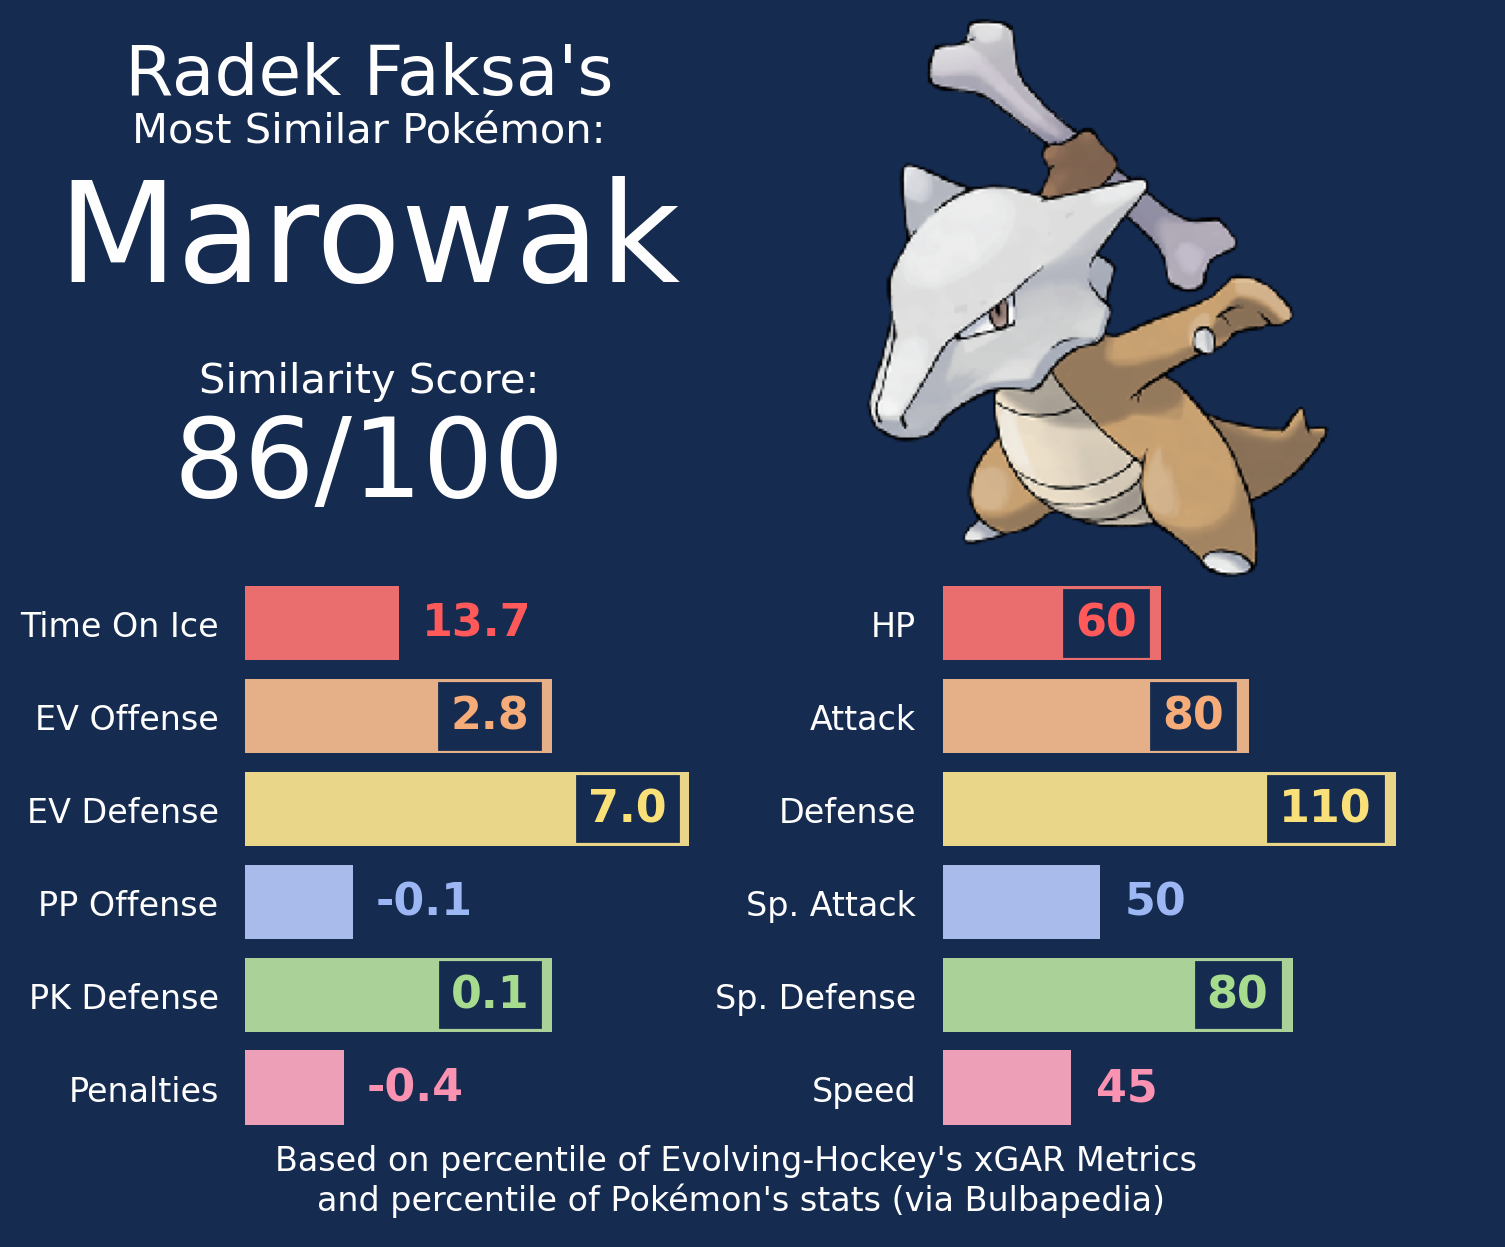 Radek Faksa's
Most Similar Pokémon:
Marowak
Similarity Score:
86/100
Time On Ice 13.7
EV Offense 2.8
EV Defense 7.0
PP Offense -0.1
PK Defense 0.1
Penalties -0.4
HP 60
Attack 80
Defense 110
Sp. Attack 50
Sp. Defense 80
Speed 45
Based on percentile of Evolving-Hockey's xGAR Metrics
and percentile of Pokémon's stats (via Bulbapedia)